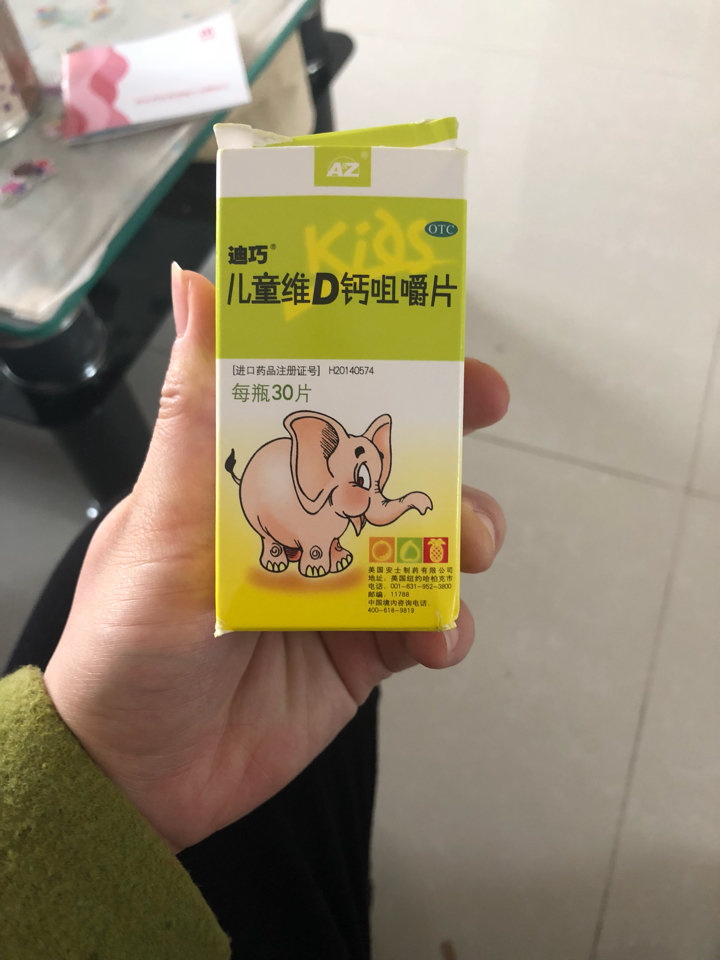 AZ®
Kids
OTC
迪巧®
儿童维D钙咀嚼片
[进口药品注册证号] H20140574
每瓶30片
美国安士制药有限公司
地址:美国纽约哈柏克市
电话:001-631-952-3800
邮编:11788
中国境内咨询电话:
400-618-9819